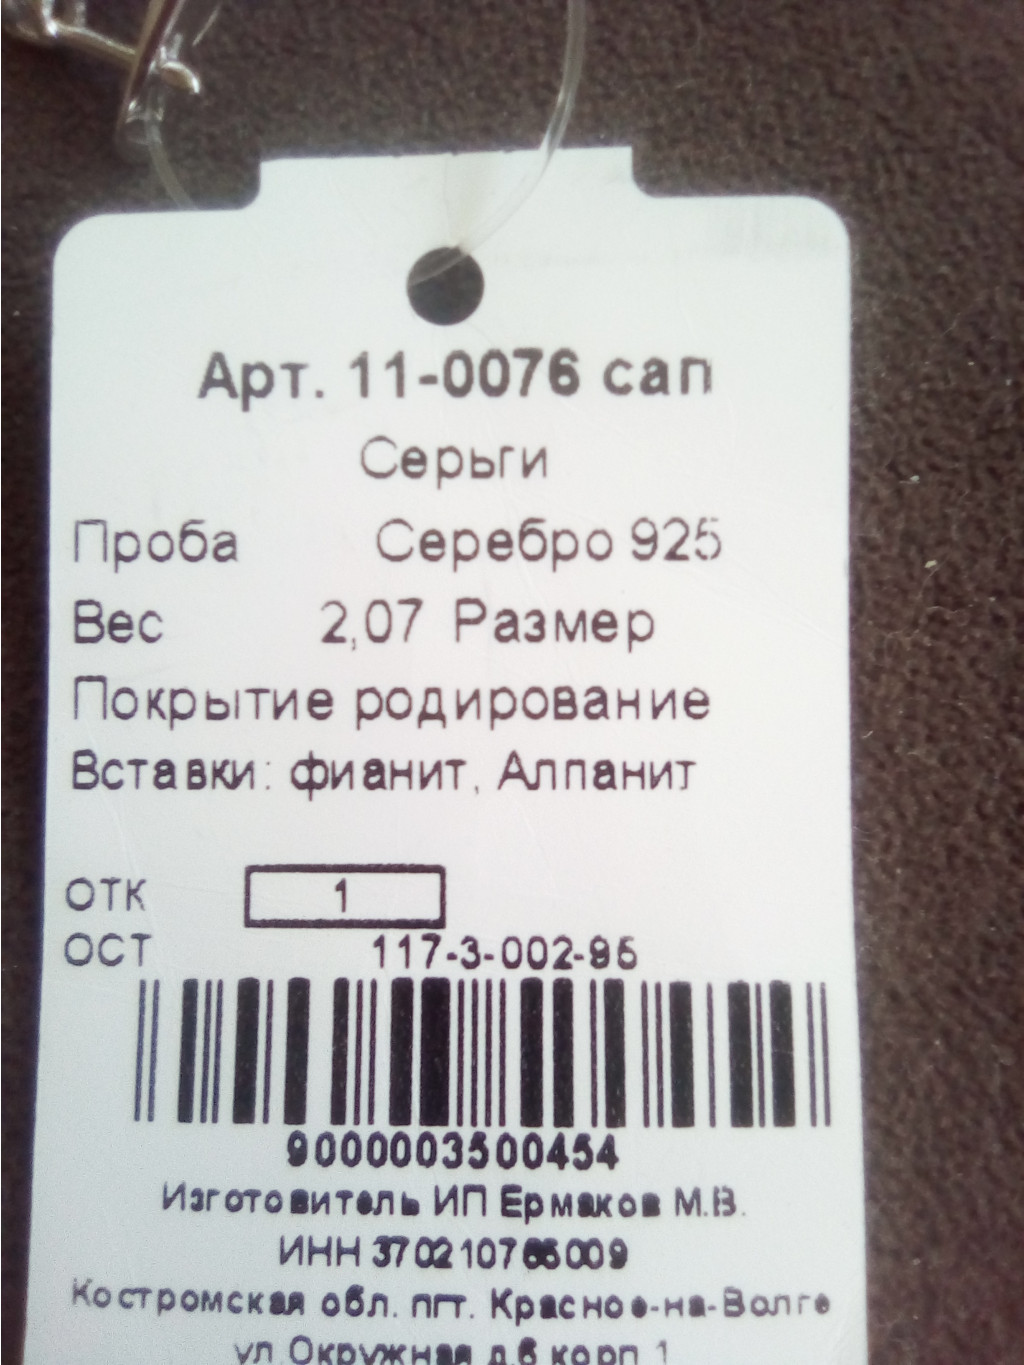 Арт. 11-0076 сап
Серьги
Проба Серебро 925
Вес 2,07 Размер
Покрытие родирование
Вставки: фианит, Алпанит
ОТК 1
ОСТ 117-3-002-95
9000003500454
Изготовитель ИП Ермаков М.В.
ИНН
Костромская обл. пгт. Красное-на-Волге
ул.Окружная д.6 корп 1